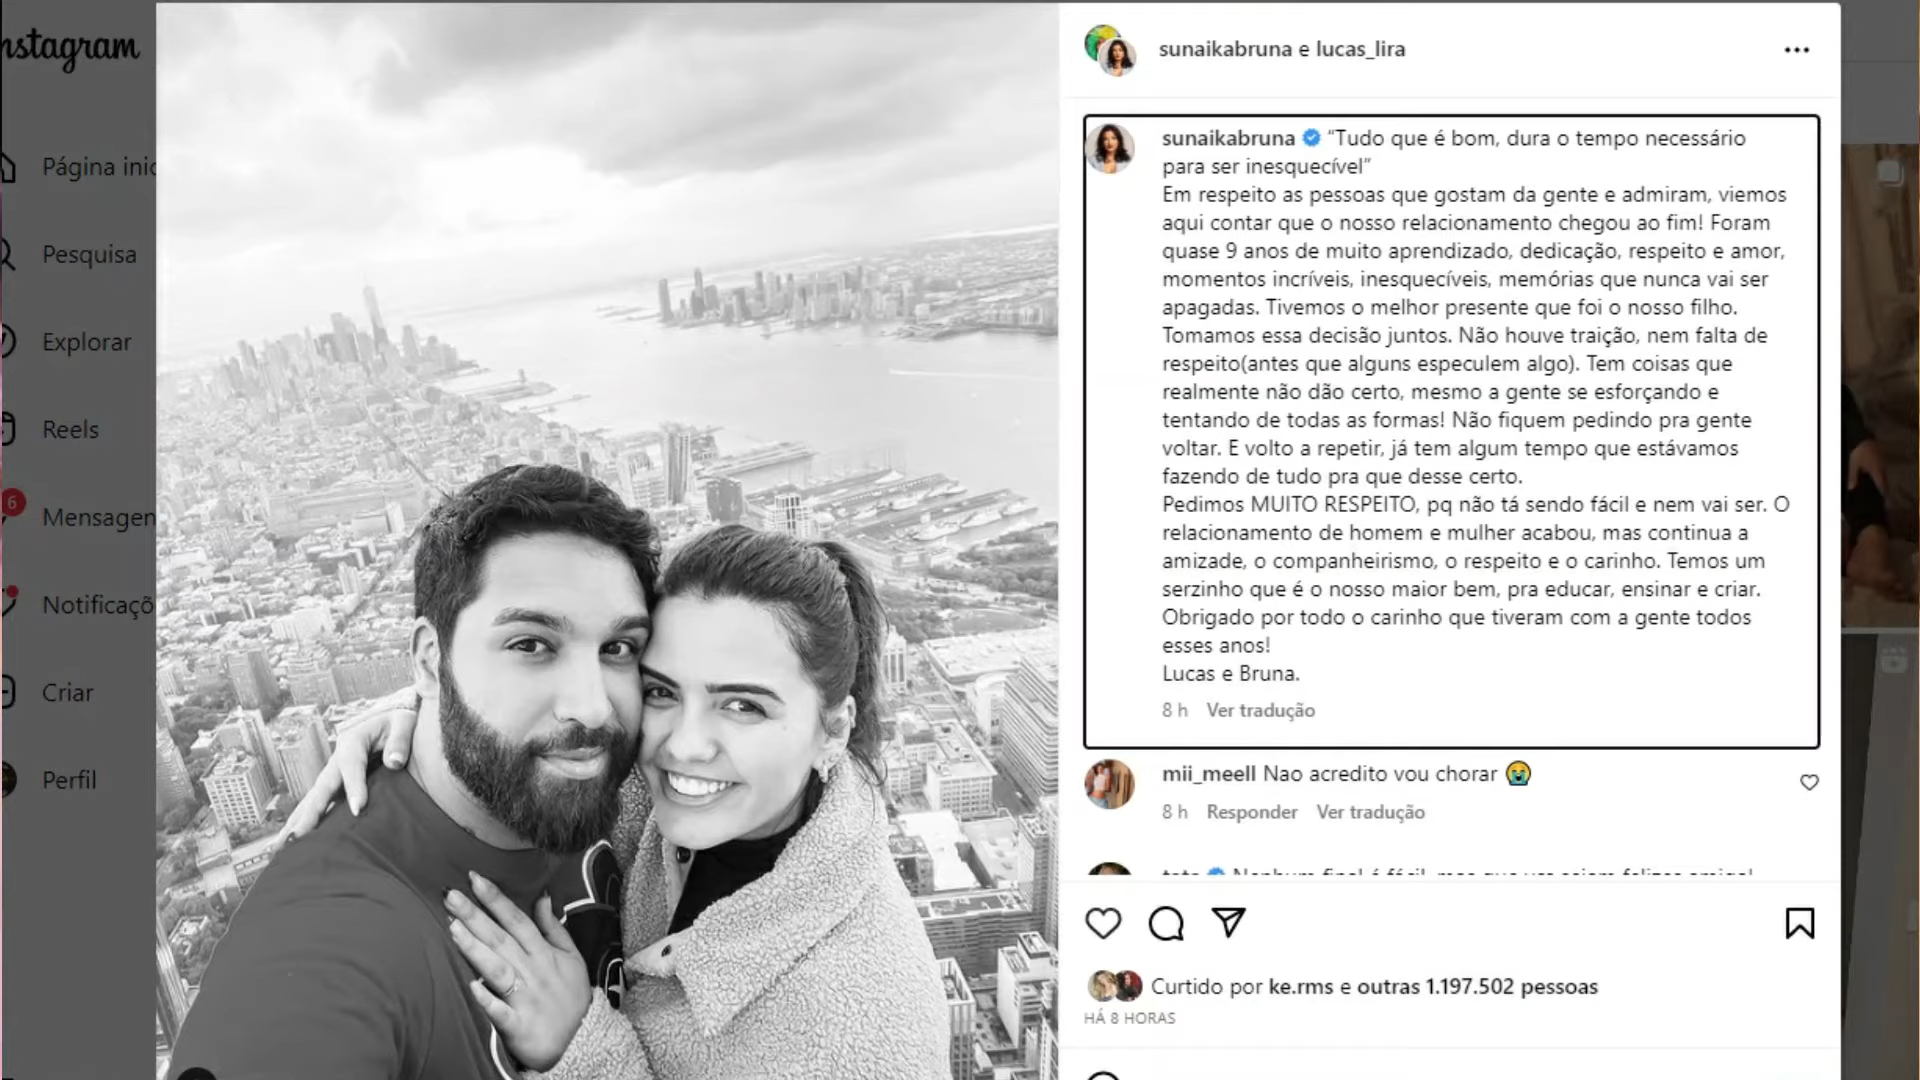 nstagram
Página inic
Pesquisa
Explorar
Reels
6
Mensagen
Notificaçõ
Criar
Perfil
sunaikabruna e lucas_lira
sunaikabruna “Tudo que é bom, dura o tempo necessário
para ser inesquecível”
Em respeito as pessoas que gostam da gente e admiram, viemos
aqui contar que o nosso relacionamento chegou ao fim! Foram
quase 9 anos de muito aprendizado, dedicação, respeito e amor,
momentos incríveis, inesquecíveis, memórias que nunca vai ser
apagadas. Tivemos o melhor presente que foi o nosso filho.
Tomamos essa decisão juntos. Não houve traição, nem falta de
respeito(antes que alguns especulem algo). Tem coisas que
realmente não dão certo, mesmo a gente se esforçando e
tentando de todas as formas! Não fiquem pedindo pra gente
voltar. E volto a repetir, já tem algum tempo que estávamos
fazendo de tudo pra que desse certo.
Pedimos MUITO RESPEITO, pq não tá sendo fácil e nem vai ser. O
relacionamento de homem e mulher acabou, mas continua a
amizade, o companheirismo, o respeito e o carinho. Temos um
serzinho que é o nosso maior bem, pra educar, ensinar e criar.
Obrigado por todo o carinho que tiveram com a gente todos
esses anos!
Lucas e Bruna.
8 h Ver tradução
mii_meell Nao acredito vou chorar 😭
8 h Responder Ver tradução
Curtido por ke.rms e outras 1.197.502 pessoas
HÁ 8 HORAS